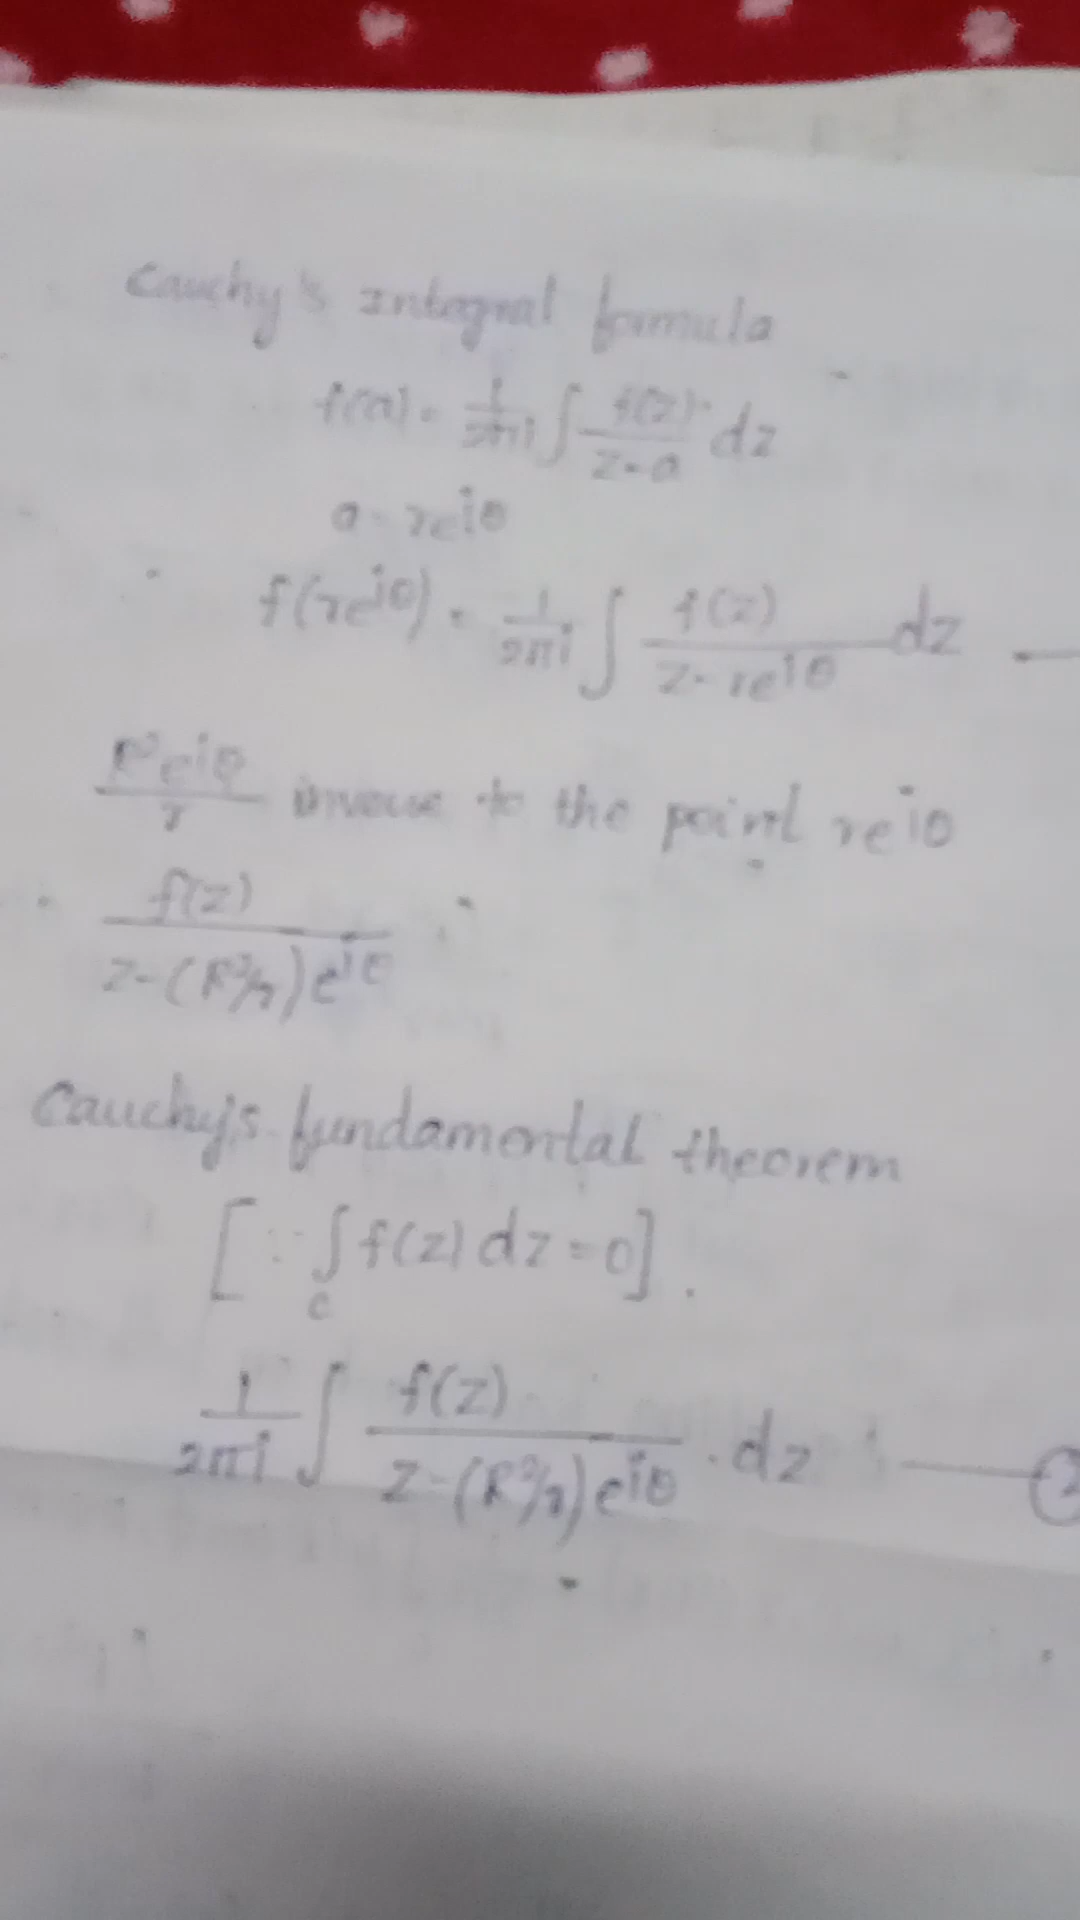 Cauchy's Integral formula
f(a) = 1/2πi ∫ f(z)/z-a dz
a = re^iθ
f(re^iθ) = 1/2πi ∫ f(z)/z-re^iθ dz —
R²e^iθ/r inverse to the point re^iθ
f(z)/z-(R²/r)e^iθ
Cauchy's fundamental theorem
[∵ ∫c f(z) dz = 0].
1/2πi ∫ f(z)/z-(R²/r)e^iθ . dz — 2